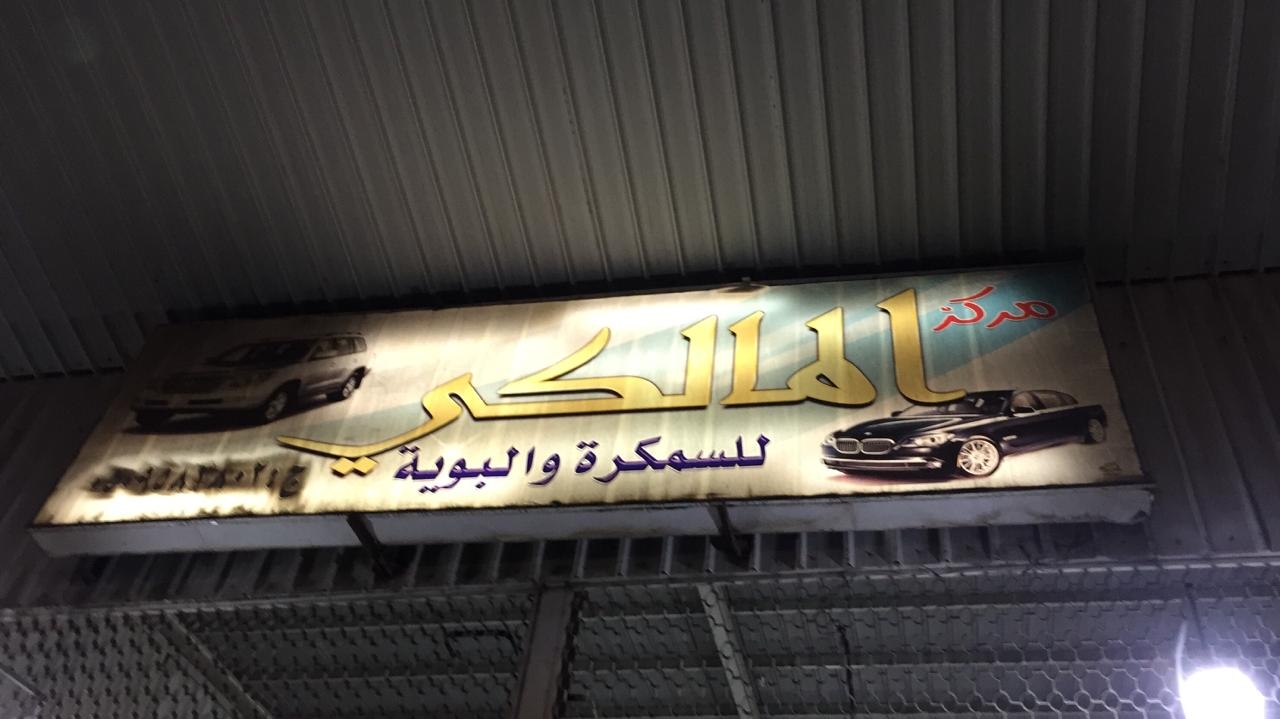 مركز
المالكي
للسمكرة والبوية